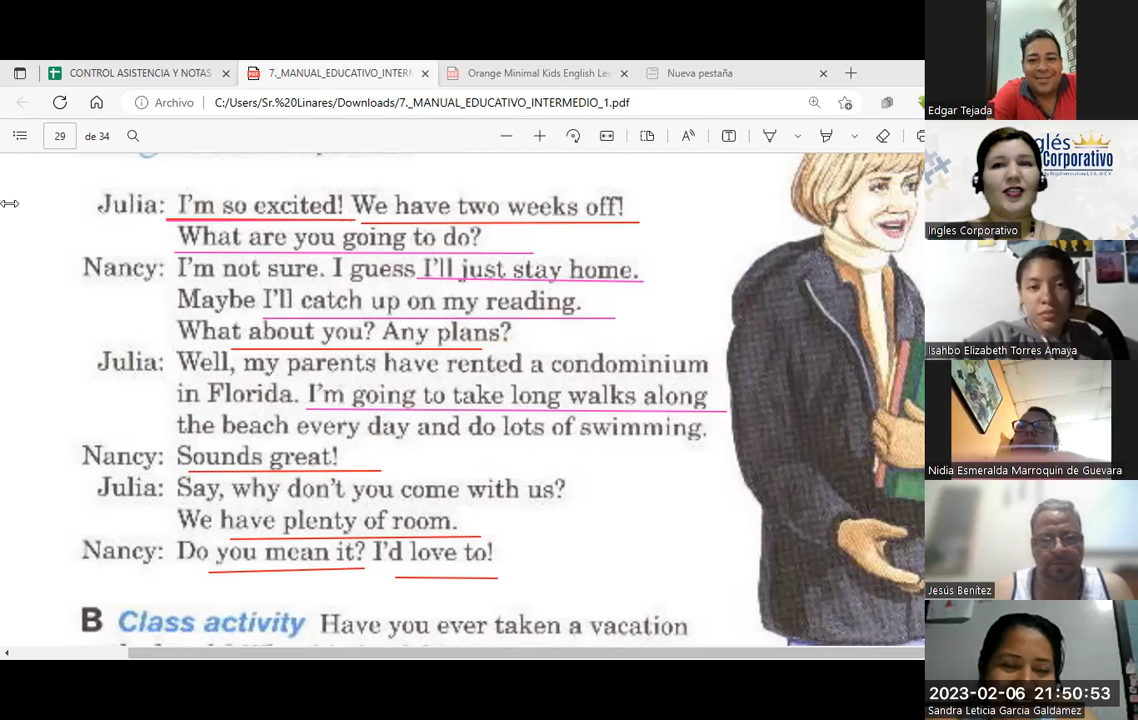 CONTROL ASISTENCIA Y NOTAS
7._MANUAL_EDUCATIVO_INTERM
Orange Minimal Kids English Les
Nueva pestaña
Archivo
C:/Users/Sr.%20Linares/Downloads/7._MANUAL_EDUCATIVO_INTERMEDIO_1.pdf
29 de 34
Julia: I'm so excited! We have two weeks off!
What are you going to do?
Nancy: I'm not sure. I guess I'll just stay home.
Maybe I'll catch up on my reading.
What about you? Any plans?
Julia: Well, my parents have rented a condominium
in Florida. I'm going to take long walks along
the beach every day and do lots of swimming.
Nancy: Sounds great!
Julia: Say, why don't you come with us?
We have plenty of room.
Nancy: Do you mean it? I'd love to!
B Class activity Have you ever taken a vacation
Edgar Tejada
glés
Corporativo
Ingles Corporativo
Isahbo Elizabeth Torres Amaya
Nidia Esmeralda Marroquin de Guevara
Jesús Benítez
2023-02-06 21:50:53
Sandra Leticia Garcia Galdámez